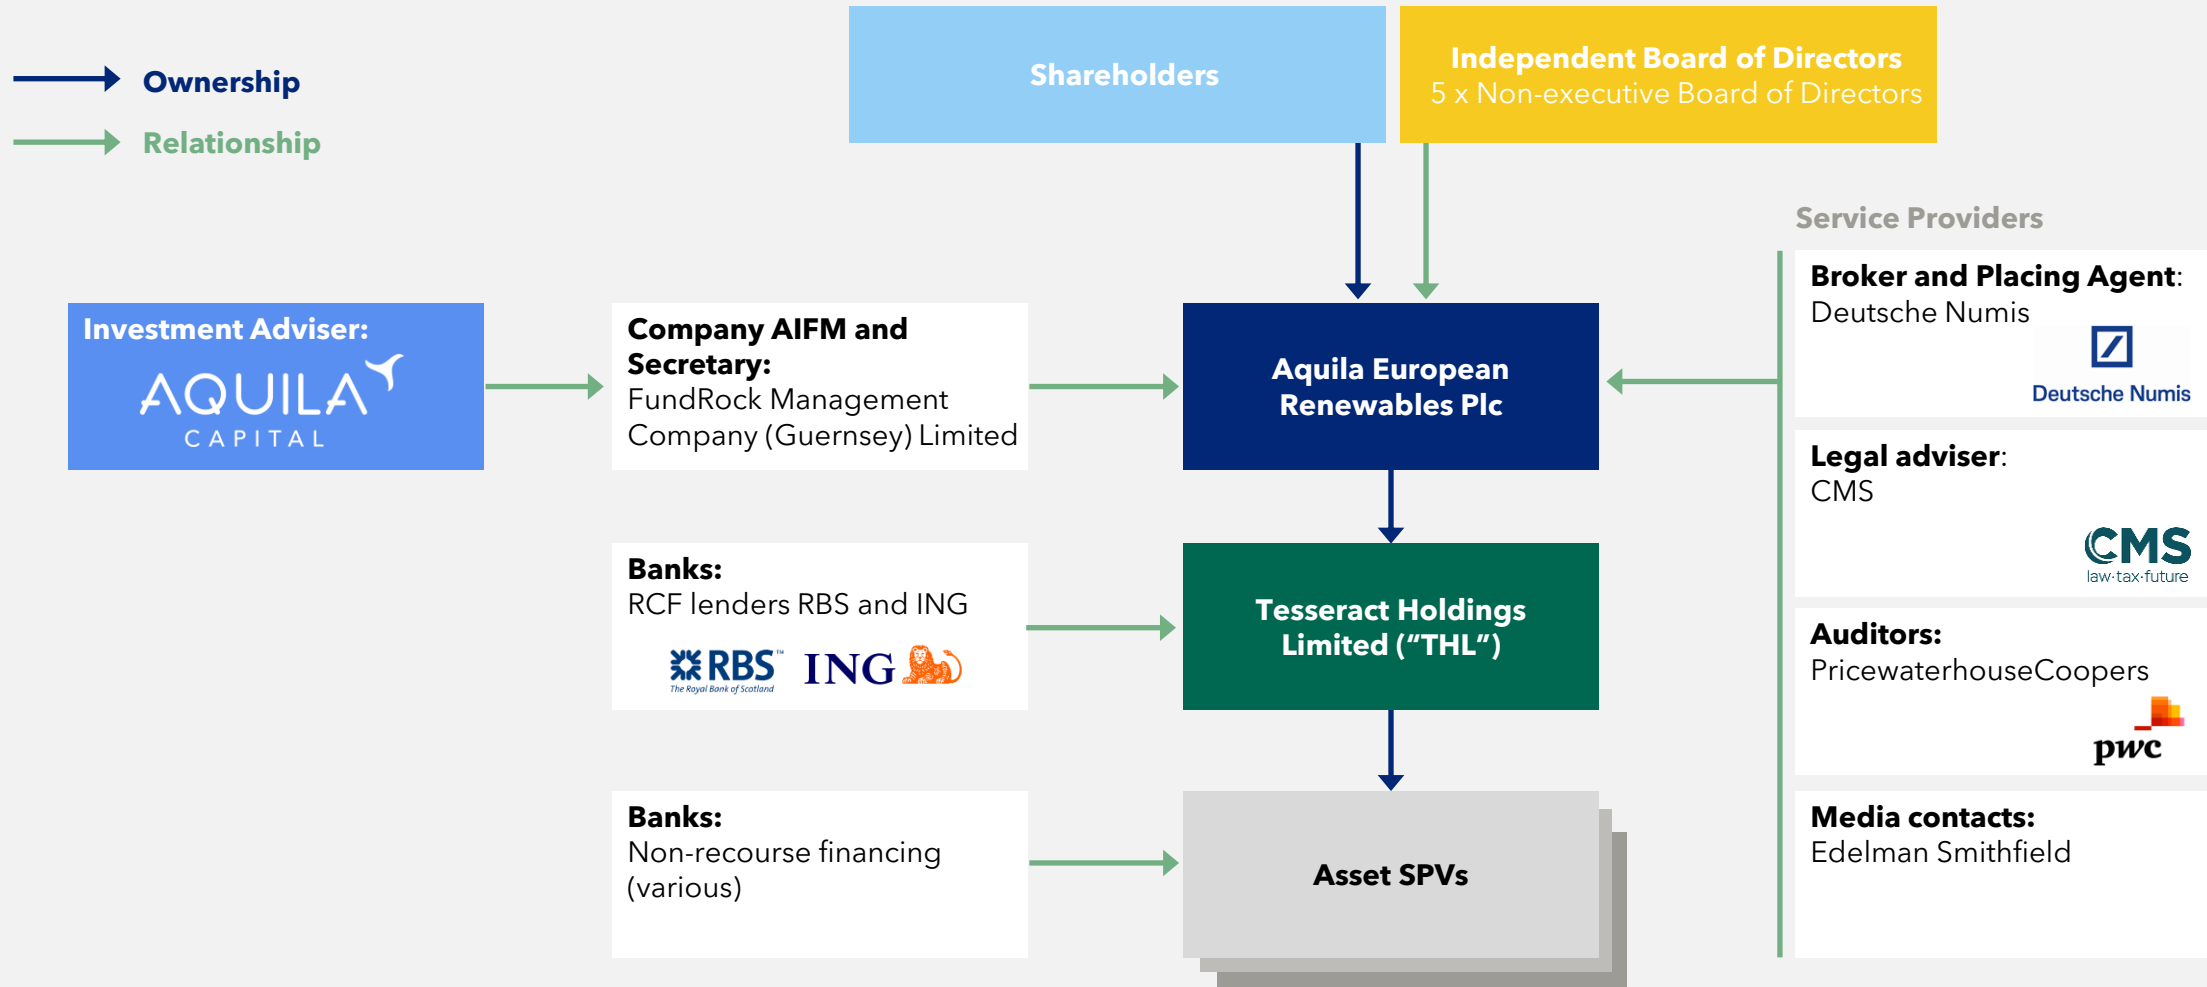 Ownership
Relationship
Shareholders
Independent Board of Directors
5 x Non-executive Board of Directors
Service Providers
Investment Adviser:
AQUILA
CAPITAL
Company AIFM and
Secretary:
FundRock Management
Company (Guernsey) Limited
Aquila European
Renewables Plc
Broker and Placing Agent:
Deutsche Numis
Deutsche Numis
Legal adviser:
CMS
CMS
law·tax·future
Banks:
RCF lenders RBS and ING
RBS™
The Royal Bank of Scotland
ING
Tesseract Holdings
Limited (“THL”)
Auditors:
PricewaterhouseCoopers
pwc
Banks:
Non-recourse financing
(various)
Asset SPVs
Media contacts:
Edelman Smithfield